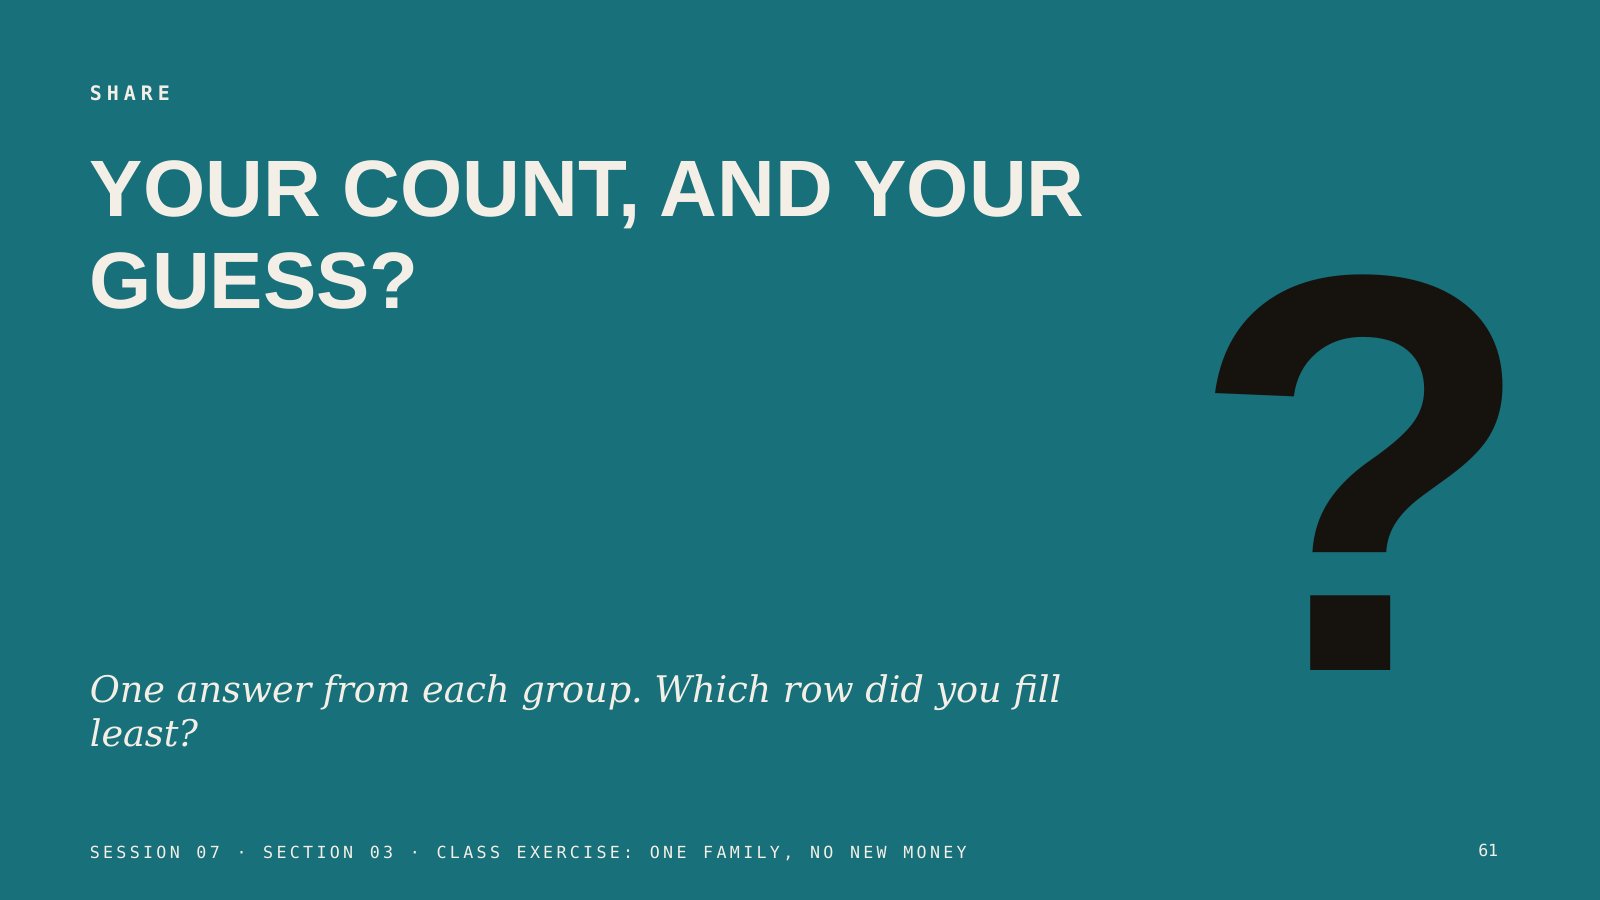 SHARE
YOUR COUNT, AND YOUR
GUESS?
?
One answer from each group. Which row did you fill
least?
SESSION 07 · SECTION 03 · CLASS EXERCISE: ONE FAMILY, NO NEW MONEY
61